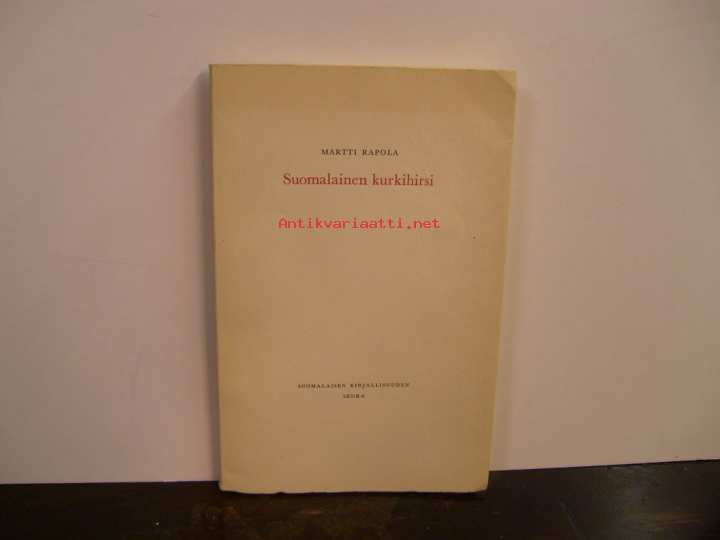 MARTTI RAPOLA
Suomalainen kurkihirsi
Antikvariaatti.net
SUOMALAISEN KIRJALLISUUDEN
SEURA